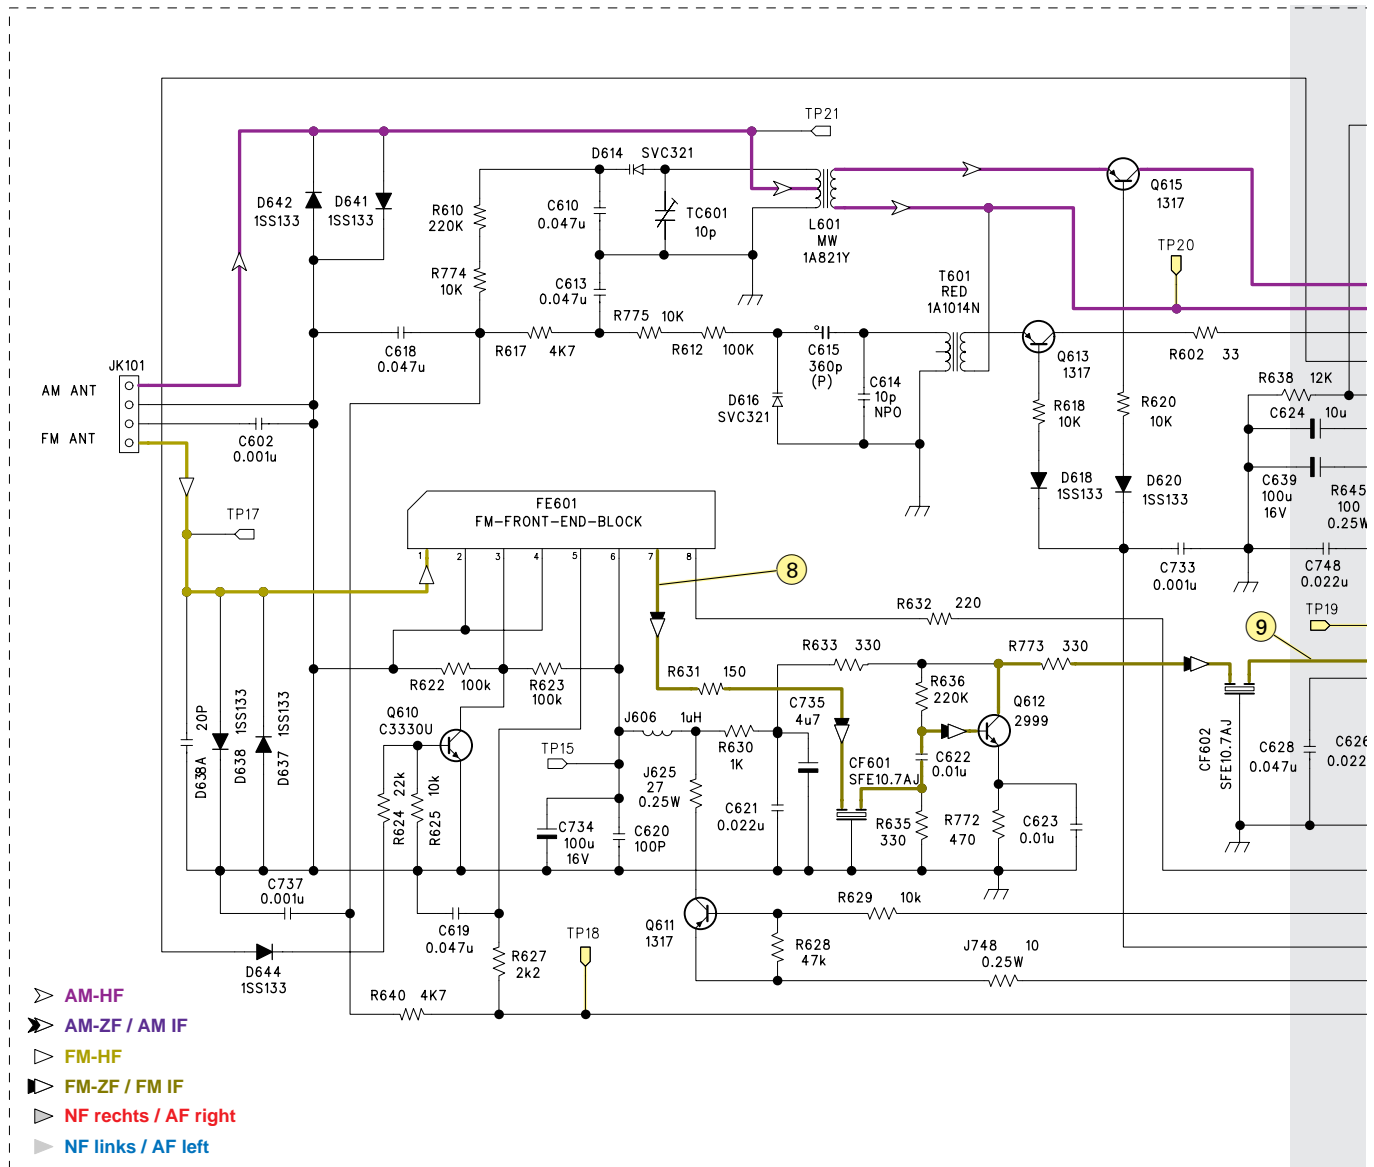 TP21
D614 SVC321
D642
1SS133
D641
1SS133
R610
220K
C610
0.047u
TC601
10p
L601
MW
1A821Y
Q615
1317
TP20
R774
10K
C613
0.047u
T601
RED
1A1014N
R775 10K
C618
0.047u
R617 4K7
R612 100K
C615
360p
(P)
Q613
1317
R602 33
JK101
AM ANT
FM ANT
C602
0.001u
D616
SVC321
C614
10p
NPO
R618
10K
R620
10K
R638 12K
C624 10u
D618
1SS133
D620
1SS133
C639
100u
16V
R645
100
0.25W
TP17
FE601
FM-FRONT-END-BLOCK
1 2 3 4 5 6 7 8
8
C733
0.001u
C748
0.022u
R632 220
TP19
9
R633 330
R773 330
R622 100k
R623
100k
R631 150
R636
220K
Q612
2999
20P
D638A
1SS133
D638
1SS133
D637
Q610
C3330U
J606 1uH
C735
4u7
R630
1K
TP15
C622
0.01u
CF601
SFE10.7AJ
CF602
SFE10.7AJ
C628
0.047u
C626
0.022
22k
R624
10k
R625
J625
27
0.25W
C621
0.022u
C734
100u
16V
C620
100P
R635
330
R772
470
C623
0.01u
C737
0.001u
R629 10k
C619
0.047u
Q611
1317
R627
2k2
TP18
R628
47k
J748 10
0.25W
D644
1SS133
R640 4K7
AM-HF
AM-ZF / AM IF
FM-HF
FM-ZF / FM IF
NF rechts / AF right
NF links / AF left